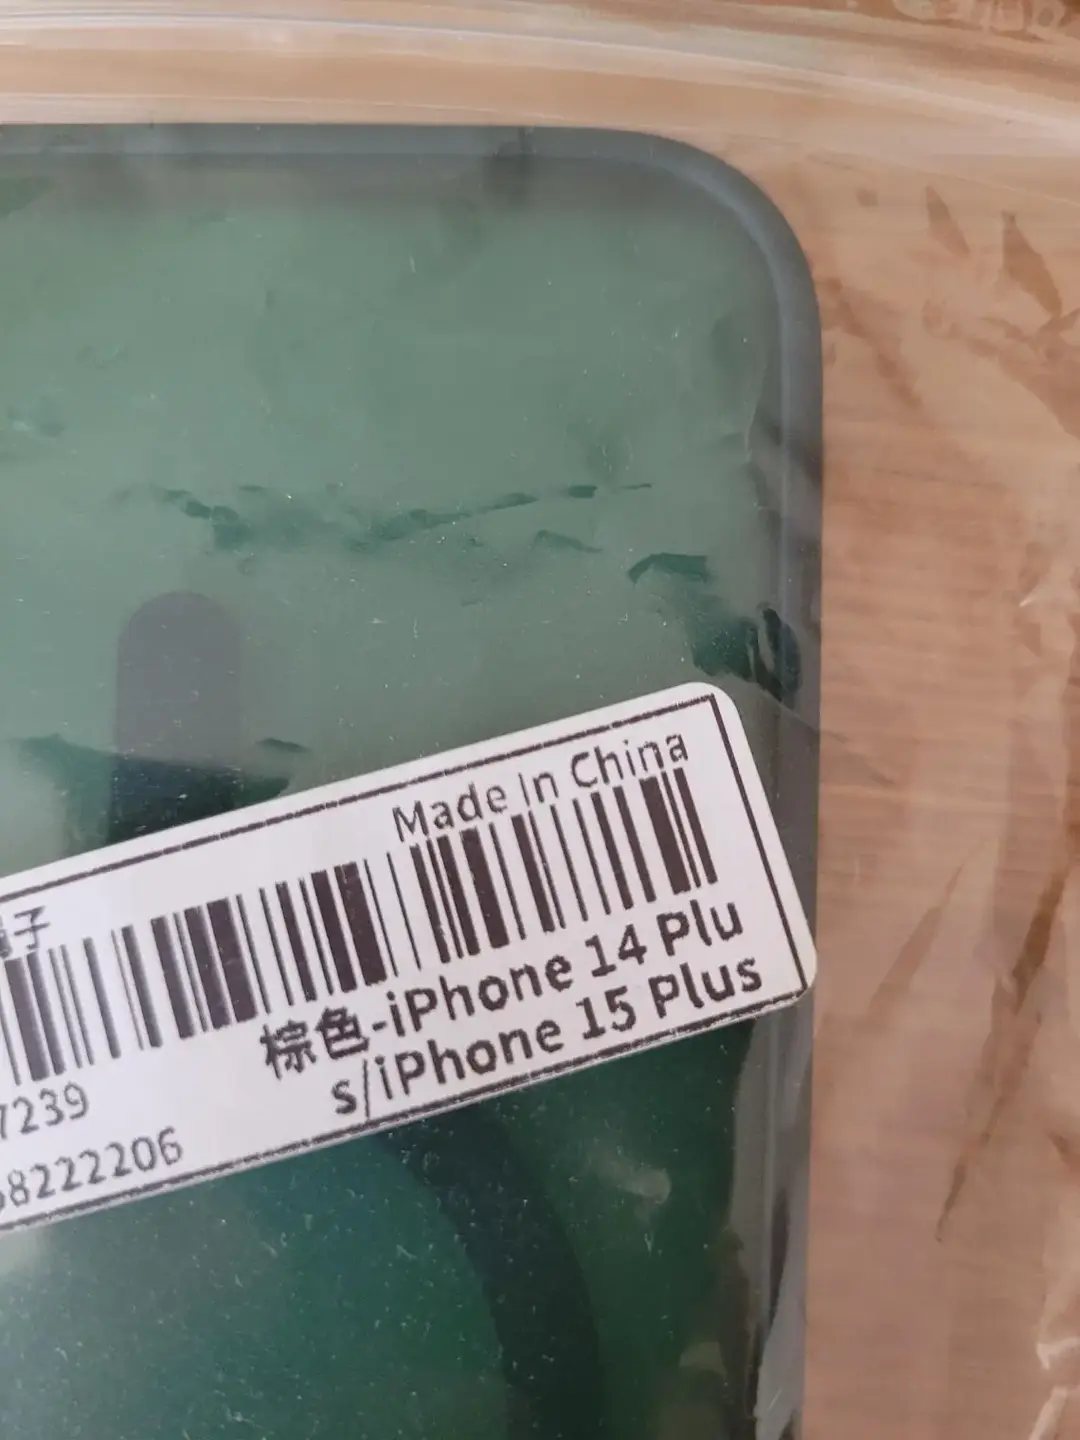 Made In China
子
7239
棕色-iPhone 14 Plu
s/iPhone 15 Plus
8222206